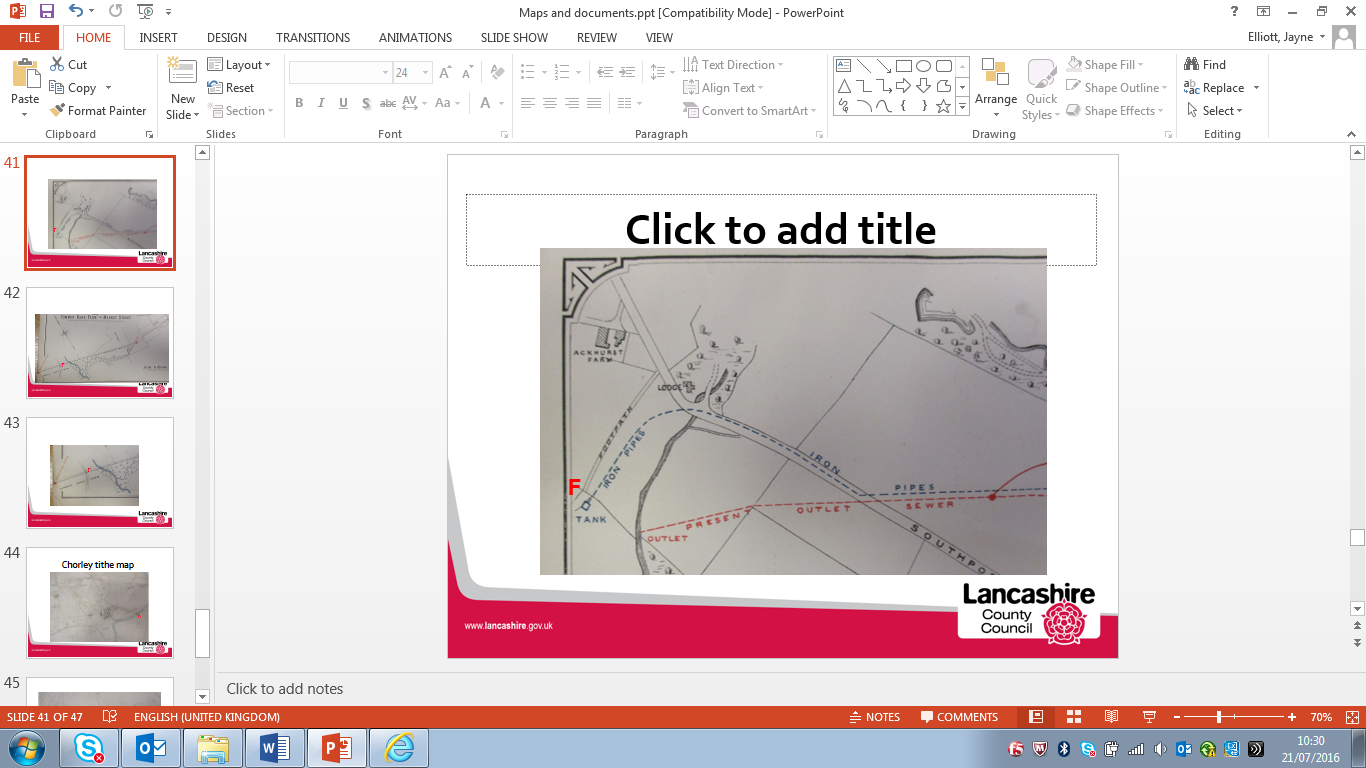 Maps and documents.ppt [Compatibility Mode] - PowerPoint
FILE HOME INSERT DESIGN TRANSITIONS ANIMATIONS SLIDE SHOW REVIEW VIEW Elliott, Jayne
Paste
Cut
Copy
Format Painter
Clipboard
New Slide
Layout
Reset
Section
Slides
24
B I U S abc AV Aa A
Font
Text Direction
Align Text
Convert to SmartArt
Paragraph
Arrange
Quick Styles
Shape Fill
Shape Outline
Shape Effects
Drawing
Find
Replace
Select
Editing
41
42
43
44
Chorley tithe map
45
Click to add title
ACKHURST
FARM
LODGE
FOOTPATH
IRON PIPES
F
TANK
IRON
PIPES
PRESENT OUTLET SEWER
OUTLET
SOUTHPO
Lancashire
County
Council
www.lancashire.gov.uk
Click to add notes
SLIDE 41 OF 47 ENGLISH (UNITED KINGDOM) NOTES COMMENTS 70%
10:30
21/07/2016